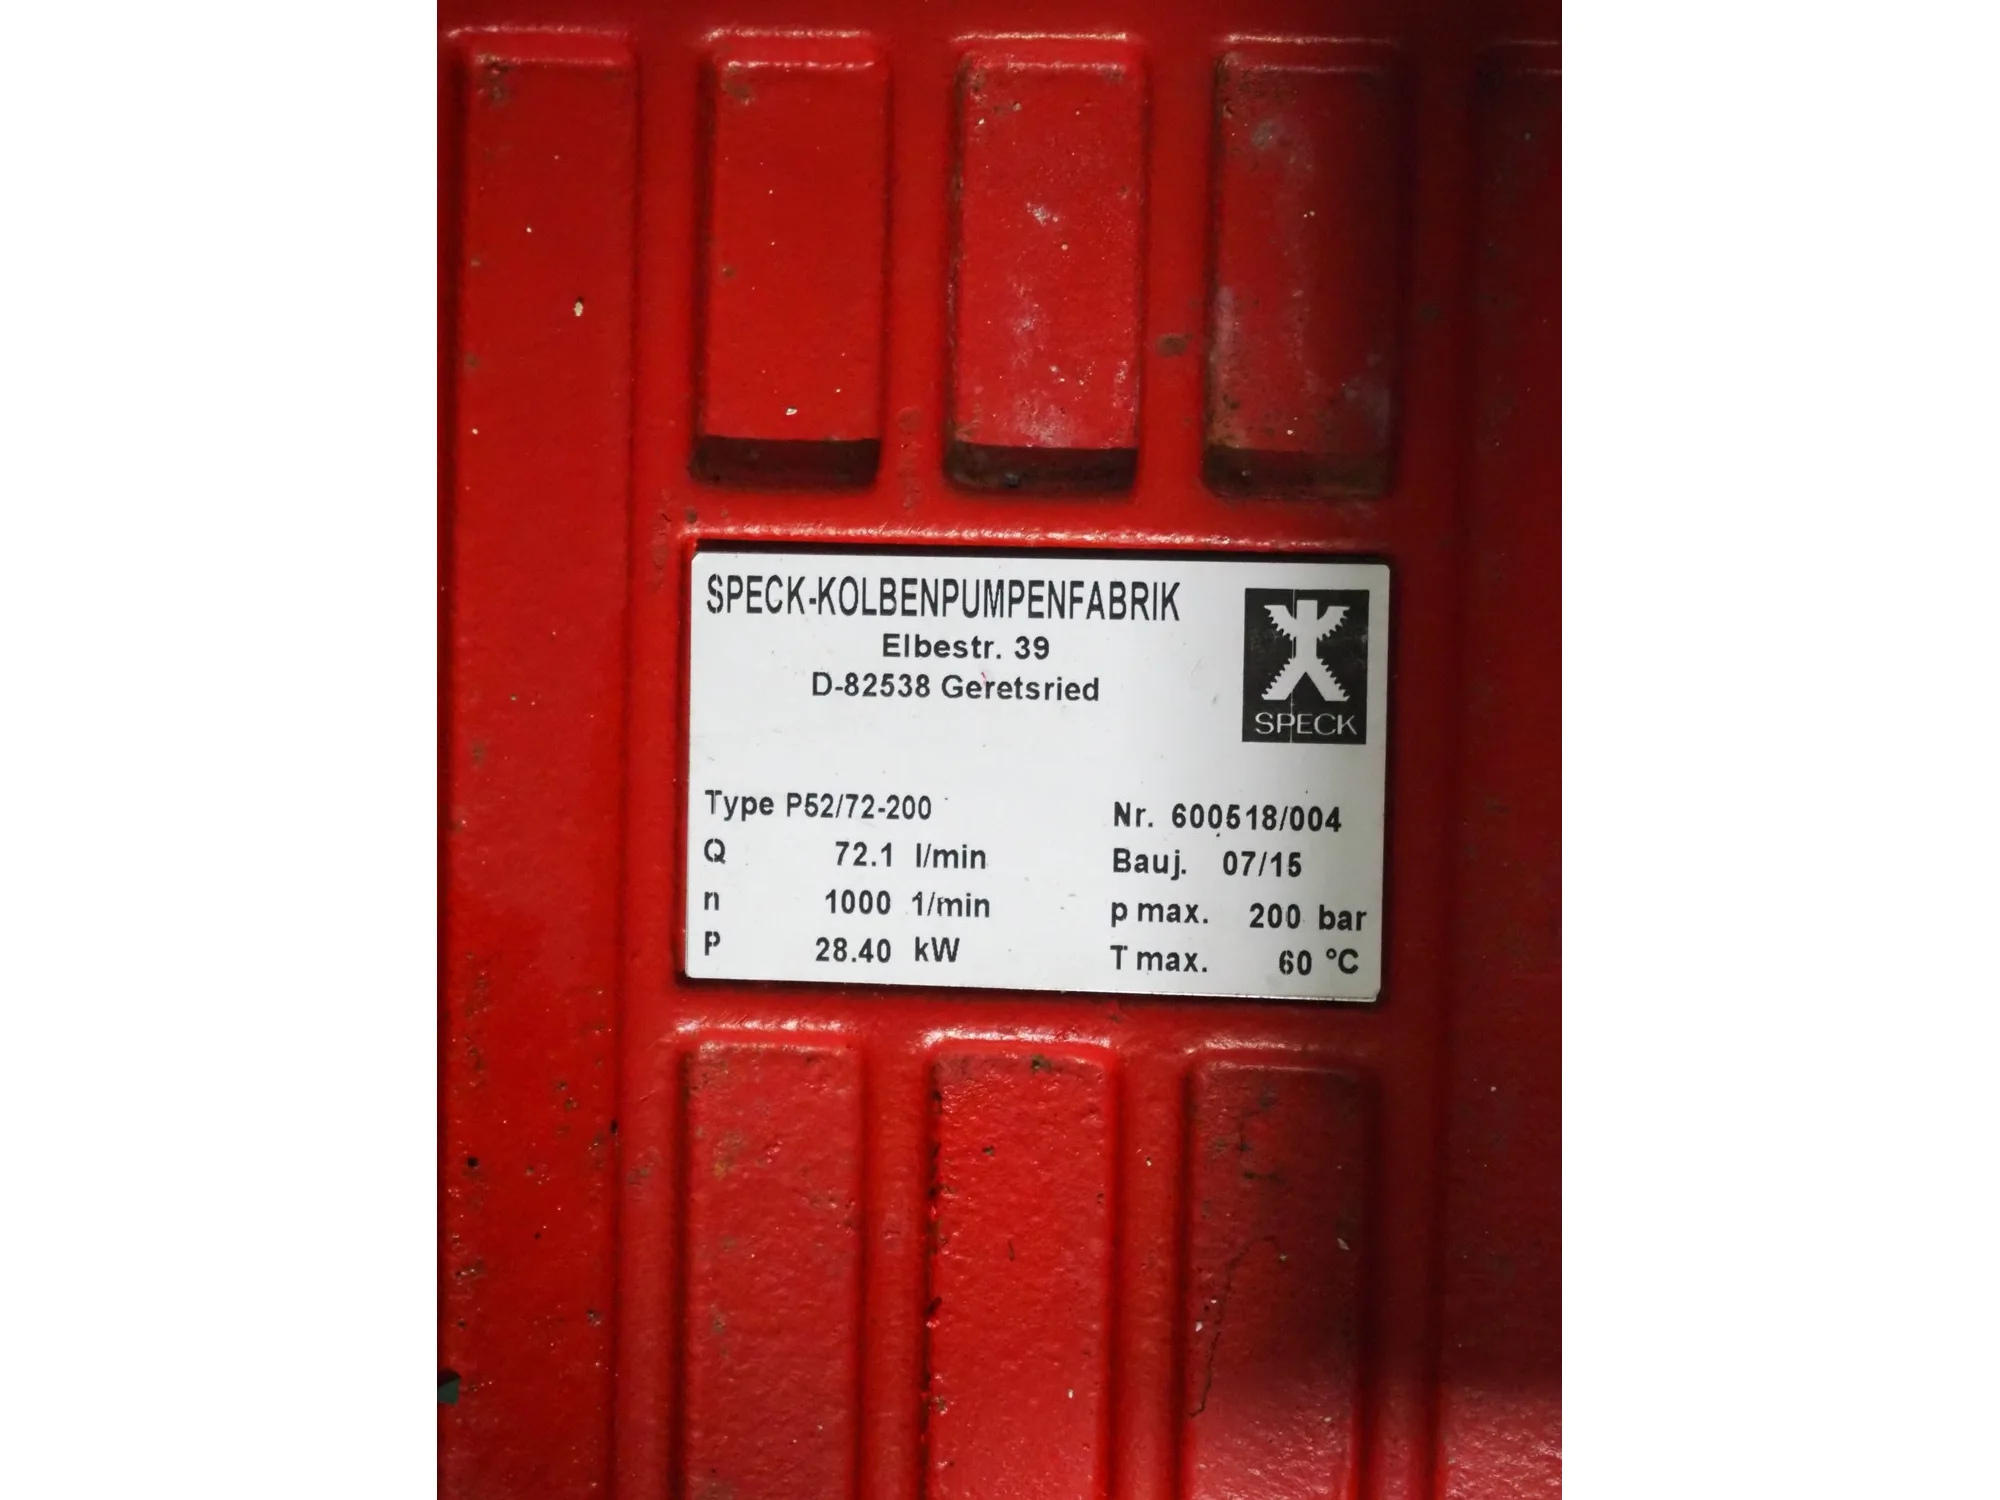 SPECK-KOLBENPUMPENFABRIK
Elbestr. 39
D-82538 Geretsried
SPECK
Type P52/72-200 Nr. 600518/004
Q 72.1 l/min Bauj. 07/15
n 1000 1/min p max. 200 bar
P 28.40 kW T max. 60 °C